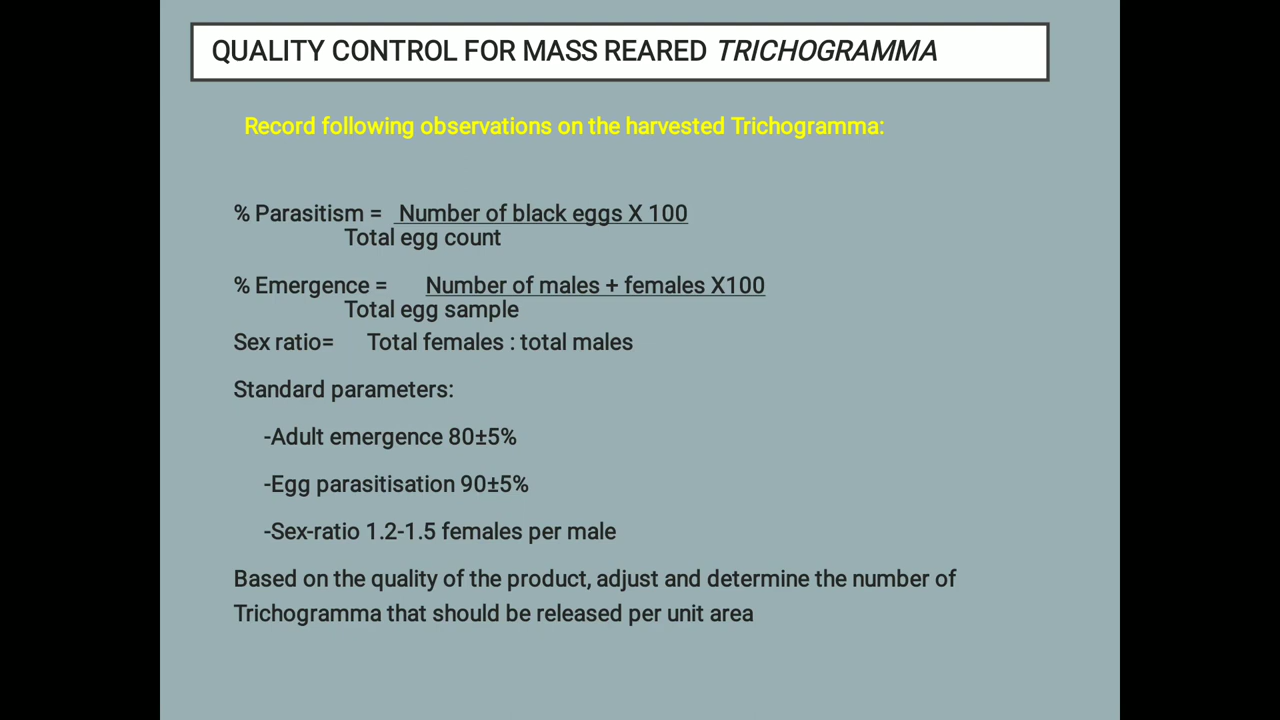 QUALITY CONTROL FOR MASS REARED TRICHOGRAMMA
Record following observations on the harvested Trichogramma:
% Parasitism = Number of black eggs X 100
Total egg count
% Emergence = Number of males + females X100
Total egg sample
Sex ratio= Total females : total males
Standard parameters:
-Adult emergence 80±5%
-Egg parasitisation 90±5%
-Sex-ratio 1.2-1.5 females per male
Based on the quality of the product, adjust and determine the number of
Trichogramma that should be released per unit area